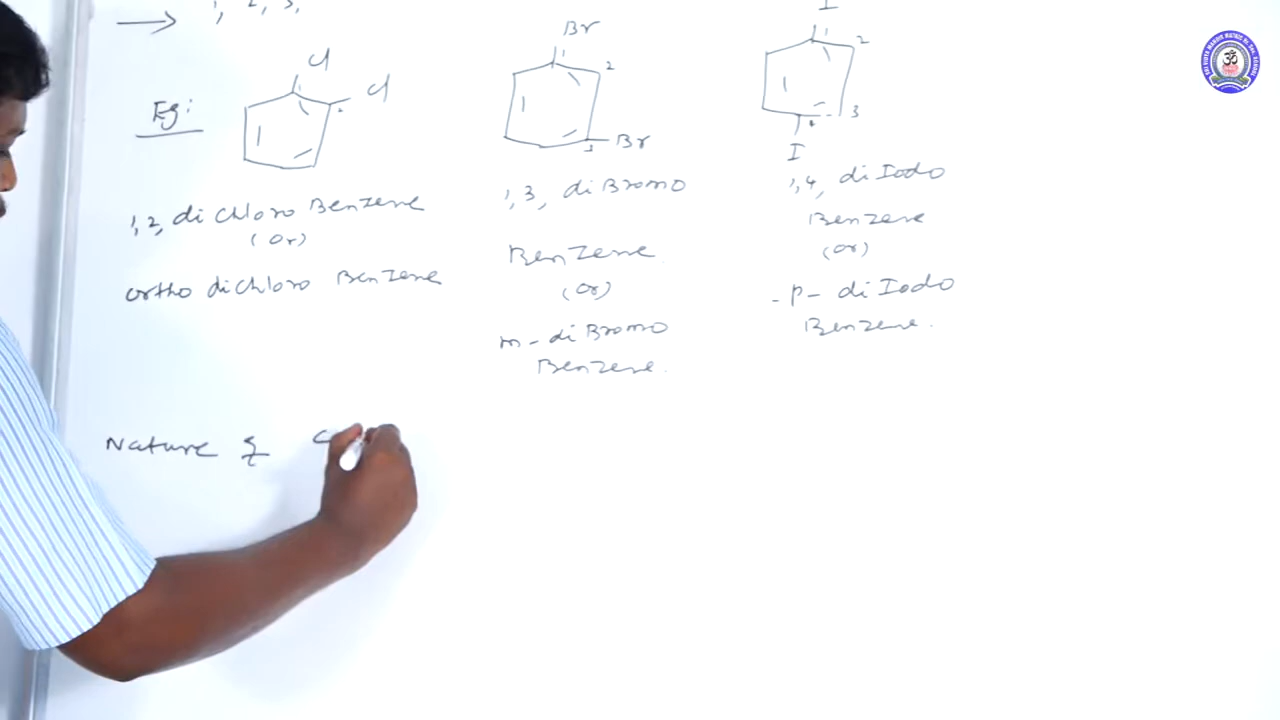 1, 2, 3,
Eg:
Cl
Cl
2
1,2, di chloro Benzene
(Or)
ortho dichloro Benzene
Br
1
2
3
Br
1,3, di Bromo
Benzene
(Or)
m- di Bromo
Benzene.
I
1
2
3
I
1,4, di Iodo
Benzene
(Or)
- P - di Iodo
Benzene.
Nature & C